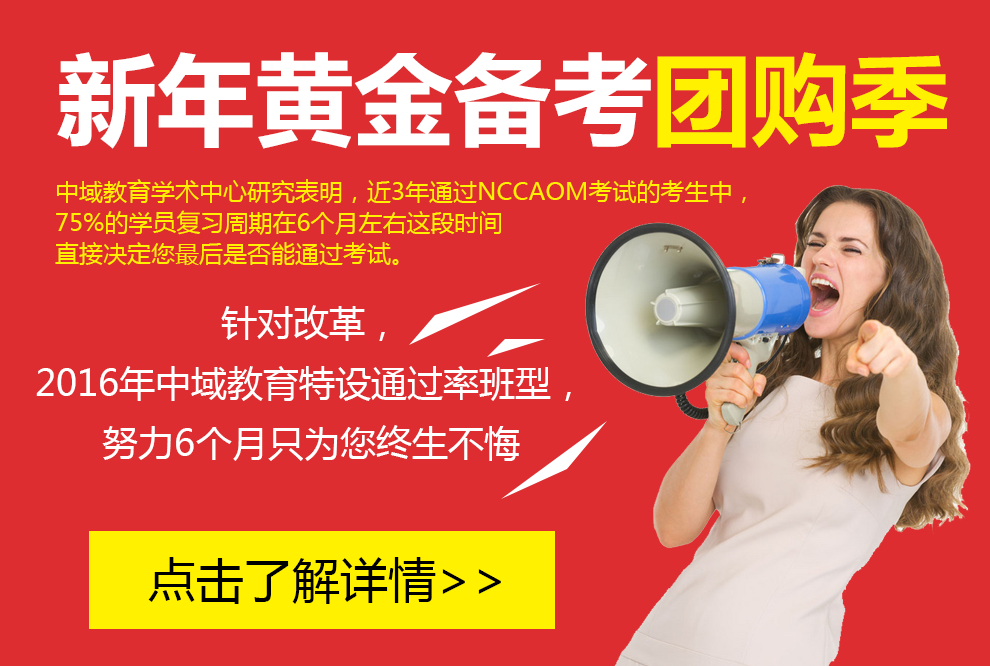 新年黄金备考团购季
中域教育学术中心研究表明，近3年通过NCCAOM考试的考生中，
75%的学员复习周期在6个月左右这段时间
直接决定您最后是否能通过考试。
针对改革，
2016年中域教育特设通过率班型，
努力6个月只为您终生不悔
点击了解详情>>